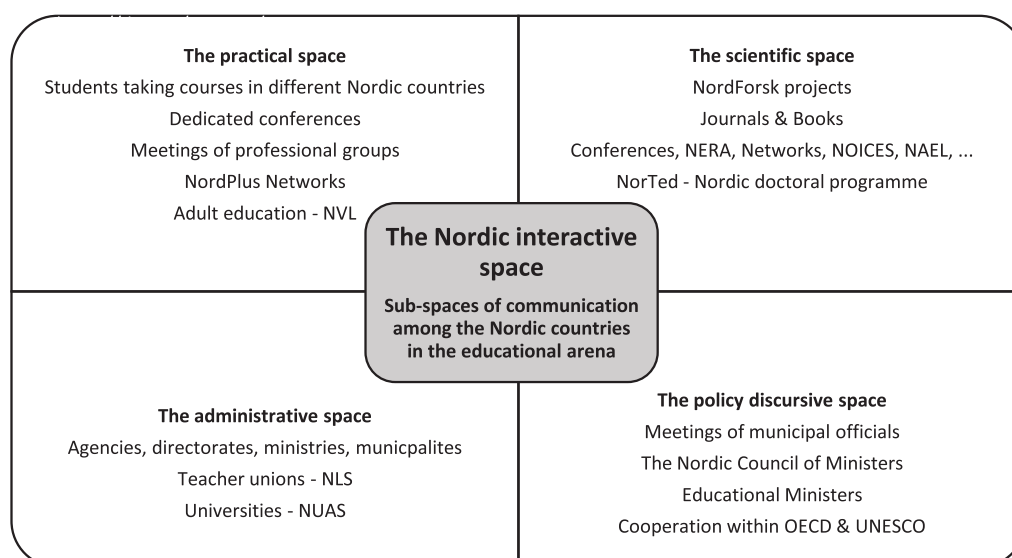 The practical space
Students taking courses in different Nordic countries
Dedicated conferences
Meetings of professional groups
NordPlus Networks
Adult education - NVL
The scientific space
NordForsk projects
Journals & Books
Conferences, NERA, Networks, NOICES, NAEL, ...
NorTed - Nordic doctoral programme
The Nordic interactive
space
Sub-spaces of communication
among the Nordic countries
in the educational arena
The administrative space
Agencies, directorates, ministries, municpalites
Teacher unions - NLS
Universities - NUAS
The policy discursive space
Meetings of municipal officials
The Nordic Council of Ministers
Educational Ministers
Cooperation within OECD & UNESCO